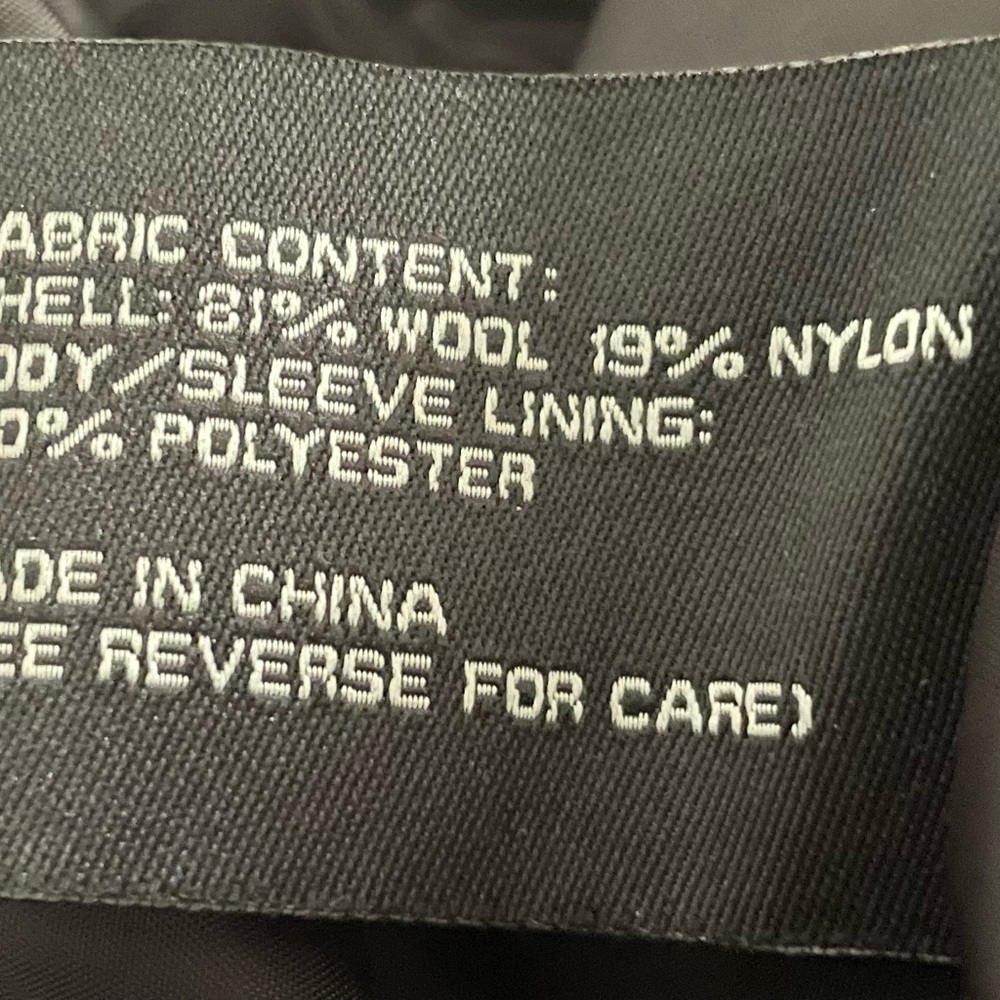 ABRIC CONTENT:
HELL: 81% WOOL 19% NYLON
ODY/SLEEVE LINING:
0% POLYESTER
ADE IN CHINA
EE REVERSE FOR CARE)